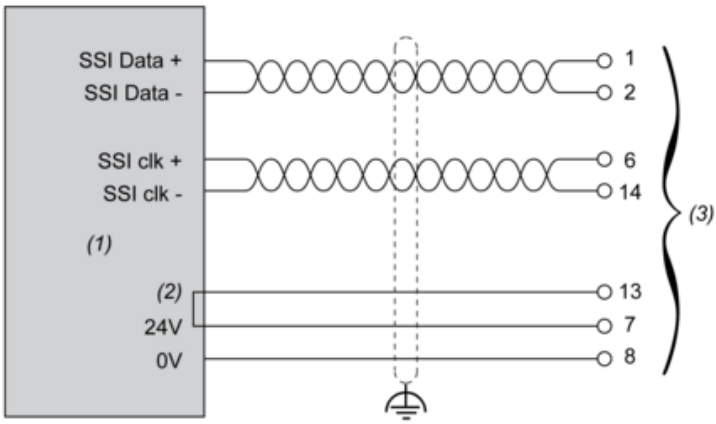 SSI Data + 1
SSI Data - 2
SSI clk + 6
SSI clk - 14
(1) (3)
(2) 13
24V 7
0V 8